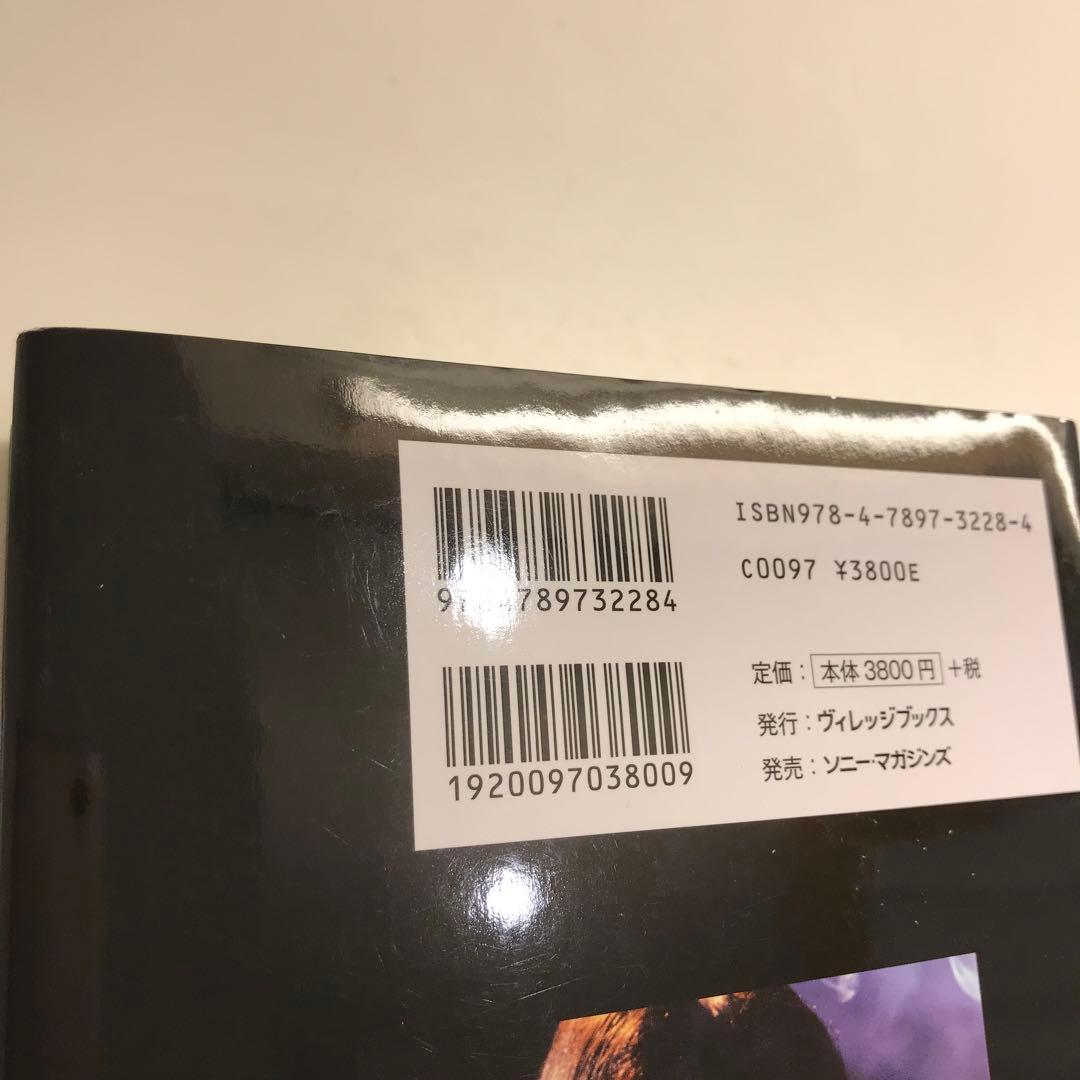 ISBN978-4-7897-3228-4
C0097 ¥3800E
9784789732284
1920097038009
定価：本体3800円+税
発行：ヴィレッジブックス
発売：ソニー・マガジンズ